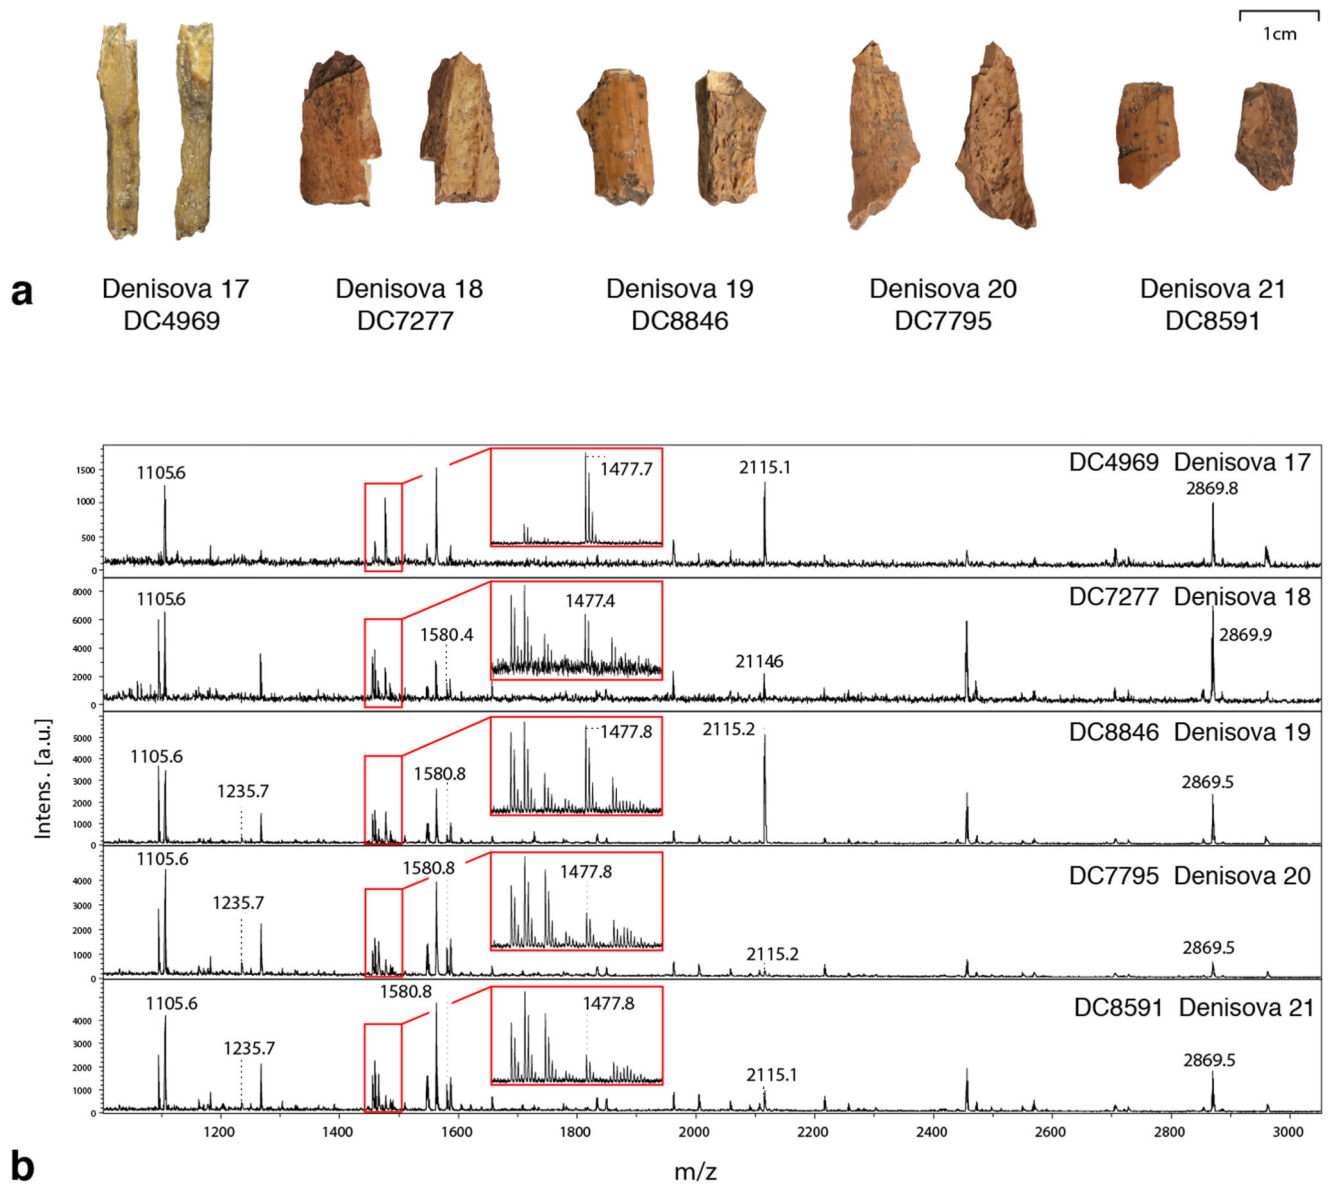 1cm
Denisova 17 Denisova 18 Denisova 19 Denisova 20 Denisova 21
a DC4969 DC7277 DC8846 DC7795 DC8591
DC4969 Denisova 17
1105.6 1477.7 2115.1 2869.8
1500
1000
500
0
DC7277 Denisova 18
1105.6 1580.4 1477.4 21146 2869.9
8000
6000
4000
2000
0
DC8846 Denisova 19
1105.6 1235.7 1580.8 1477.8 2115.2 2869.5
5000
4000
3000
2000
1000
0
DC7795 Denisova 20
1105.6 1235.7 1580.8 1477.8 2115.2 2869.5
4000
3000
2000
1000
0
DC8591 Denisova 21
1105.6 1235.7 1580.8 1477.8 2115.1 2869.5
4000
3000
2000
1000
0
Intens. [a.u.]
1200 1400 1600 1800 2000 2200 2400 2600 2800 3000
b m/z